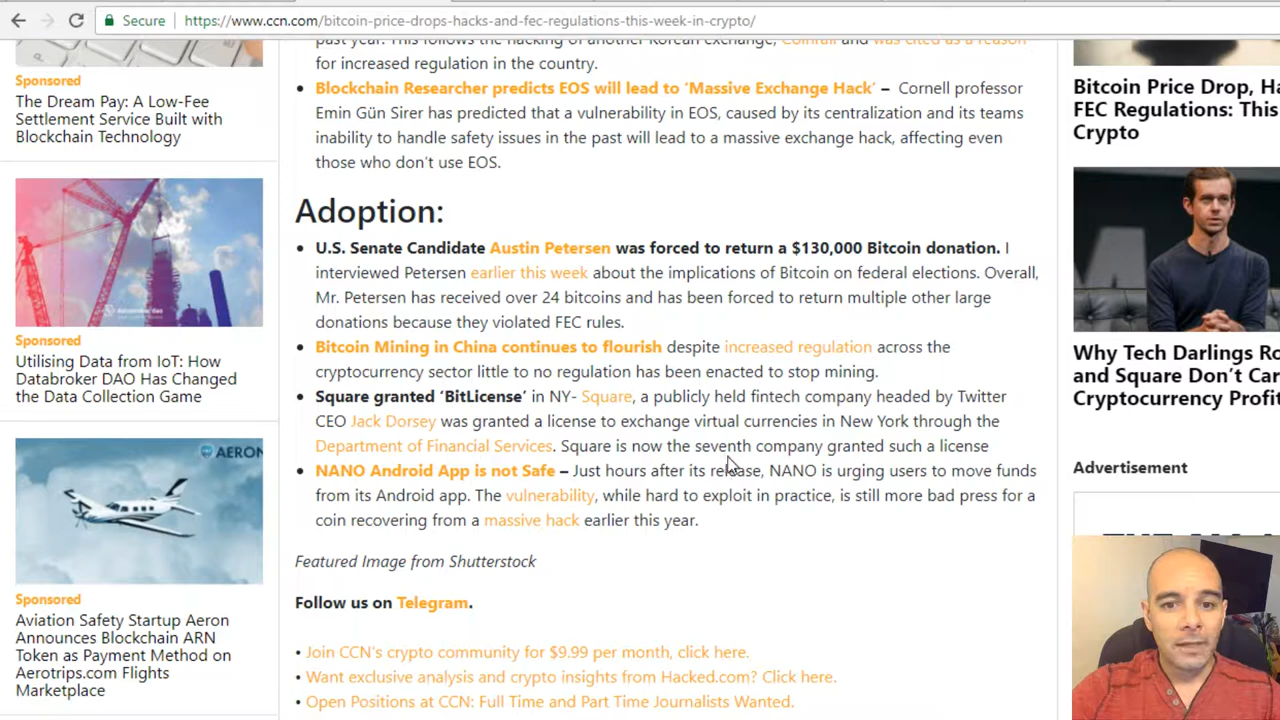 Secure
https://www.ccn.com/bitcoin-price-drops-hacks-and-fec-regulations-this-week-in-crypto/
Sponsored
The Dream Pay: A Low-Fee
Settlement Service Built with
Blockchain Technology
Sponsored
Utilising Data from IoT: How
Databroker DAO Has Changed
the Data Collection Game
AERON
Sponsored
Aviation Safety Startup Aeron
Announces Blockchain ARN
Token as Payment Method on
Aerotrips.com Flights
Marketplace
past year. This follows the hacking of another Korean exchange, Coinrail and was cited as a reason
for increased regulation in the country.
• Blockchain Researcher predicts EOS will lead to ‘Massive Exchange Hack’ – Cornell professor
Emin Gün Sirer has predicted that a vulnerability in EOS, caused by its centralization and its teams
inability to handle safety issues in the past will lead to a massive exchange hack, affecting even
those who don’t use EOS.
Adoption:
• U.S. Senate Candidate Austin Petersen was forced to return a $130,000 Bitcoin donation. I
interviewed Petersen earlier this week about the implications of Bitcoin on federal elections. Overall,
Mr. Petersen has received over 24 bitcoins and has been forced to return multiple other large
donations because they violated FEC rules.
• Bitcoin Mining in China continues to flourish despite increased regulation across the
cryptocurrency sector little to no regulation has been enacted to stop mining.
• Square granted ‘BitLicense’ in NY- Square, a publicly held fintech company headed by Twitter
CEO Jack Dorsey was granted a license to exchange virtual currencies in New York through the
Department of Financial Services. Square is now the seventh company granted such a license
• NANO Android App is not Safe – Just hours after its release, NANO is urging users to move funds
from its Android app. The vulnerability, while hard to exploit in practice, is still more bad press for a
coin recovering from a massive hack earlier this year.
Featured Image from Shutterstock
Follow us on Telegram.
• Join CCN’s crypto community for $9.99 per month, click here.
• Want exclusive analysis and crypto insights from Hacked.com? Click here.
• Open Positions at CCN: Full Time and Part Time Journalists Wanted.
Bitcoin Price Drop, Ha
FEC Regulations: This
Crypto
Why Tech Darlings Ro
and Square Don’t Car
Cryptocurrency Profit
Advertisement